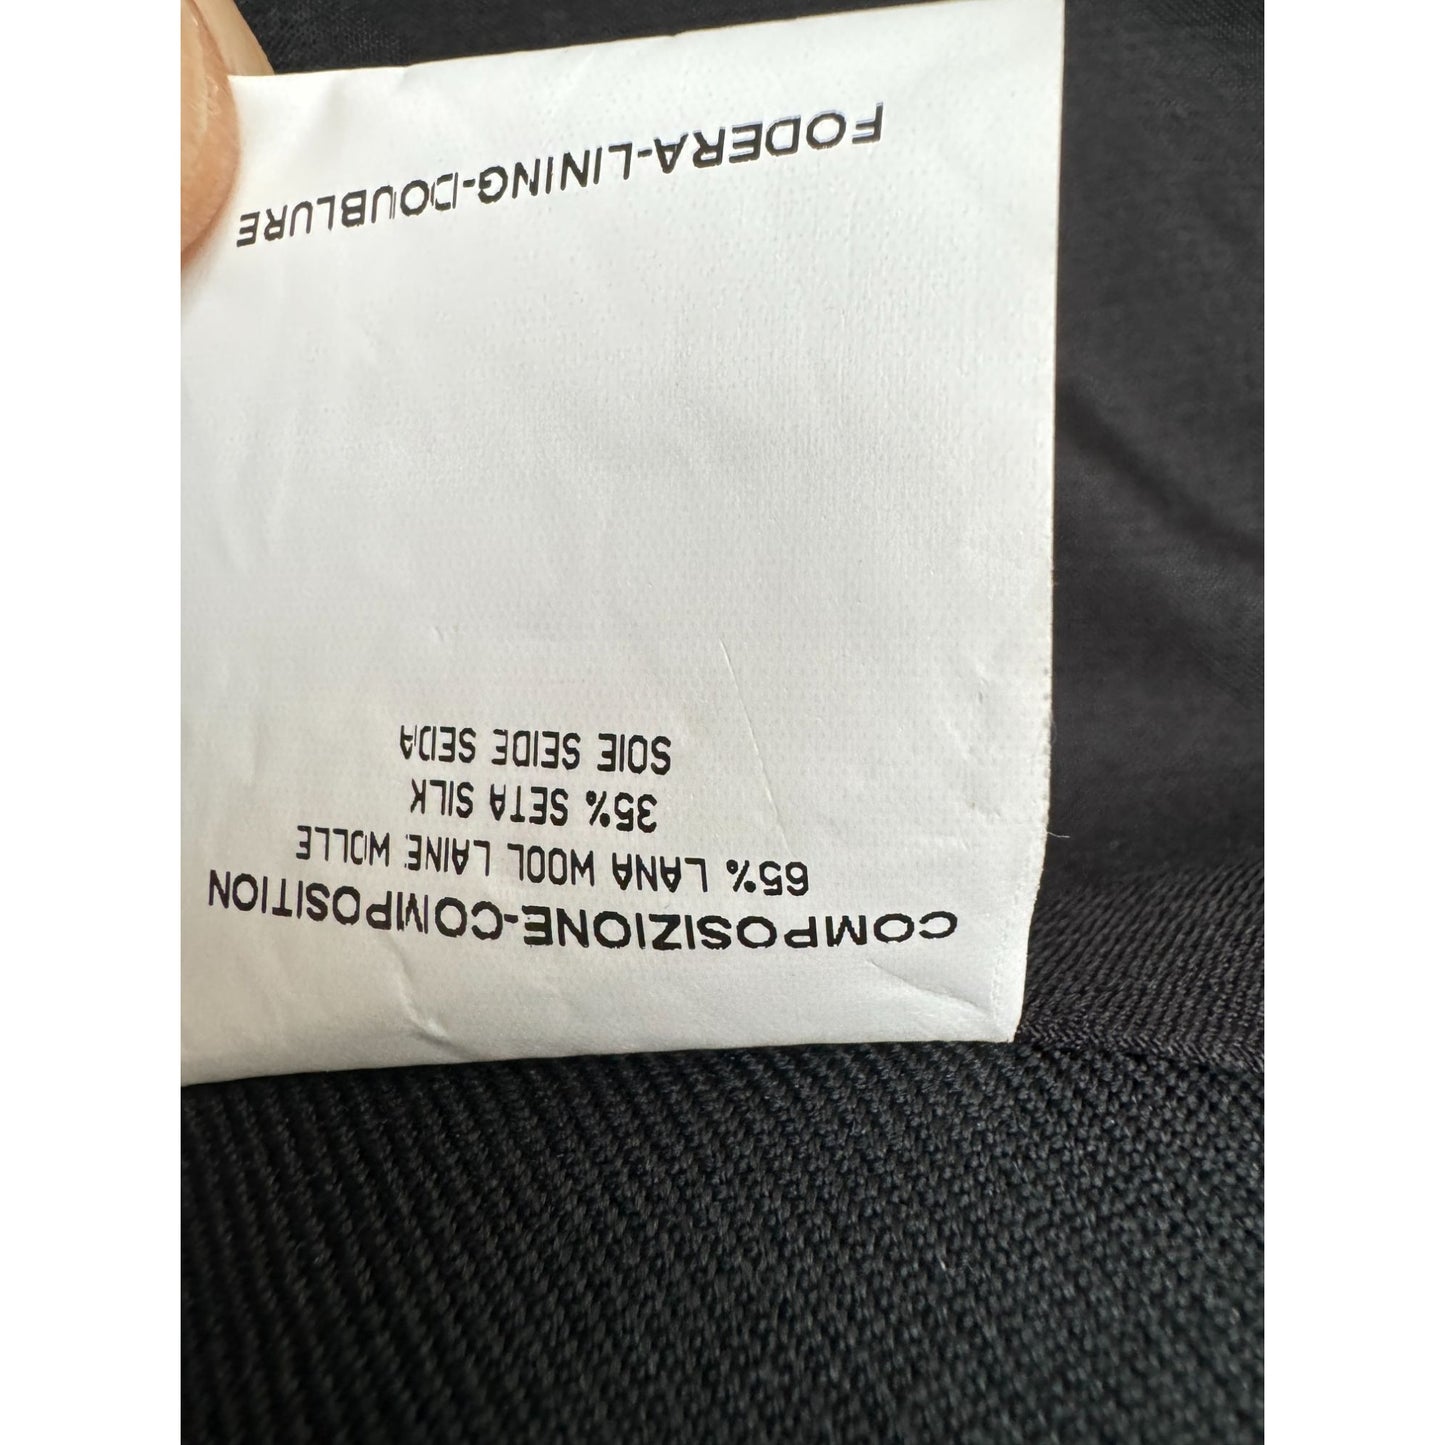 COMPOSIZIONE-COMPOSITION
65% LANA WOOL LAINE WOLLE
35% SETA SILK
SOIE SEIDE SEDA
FODERA-LINING-DOUBLURE